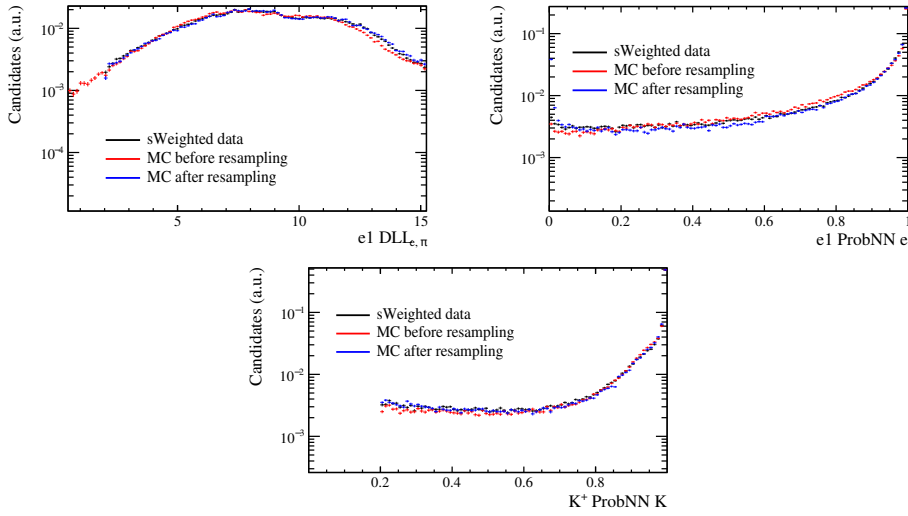 Candidates (a.u.)
10⁻²
10⁻³
10⁻⁴
sWeighted data
MC before resampling
MC after resampling
5 10 15
e1 DLL_{e, π}
Candidates (a.u.)
10⁻¹
10⁻²
10⁻³
sWeighted data
MC before resampling
MC after resampling
0 0.2 0.4 0.6 0.8 1
e1 ProbNN e
Candidates (a.u.)
10⁻¹
10⁻²
10⁻³
sWeighted data
MC before resampling
MC after resampling
0.2 0.4 0.6 0.8
K⁺ ProbNN K